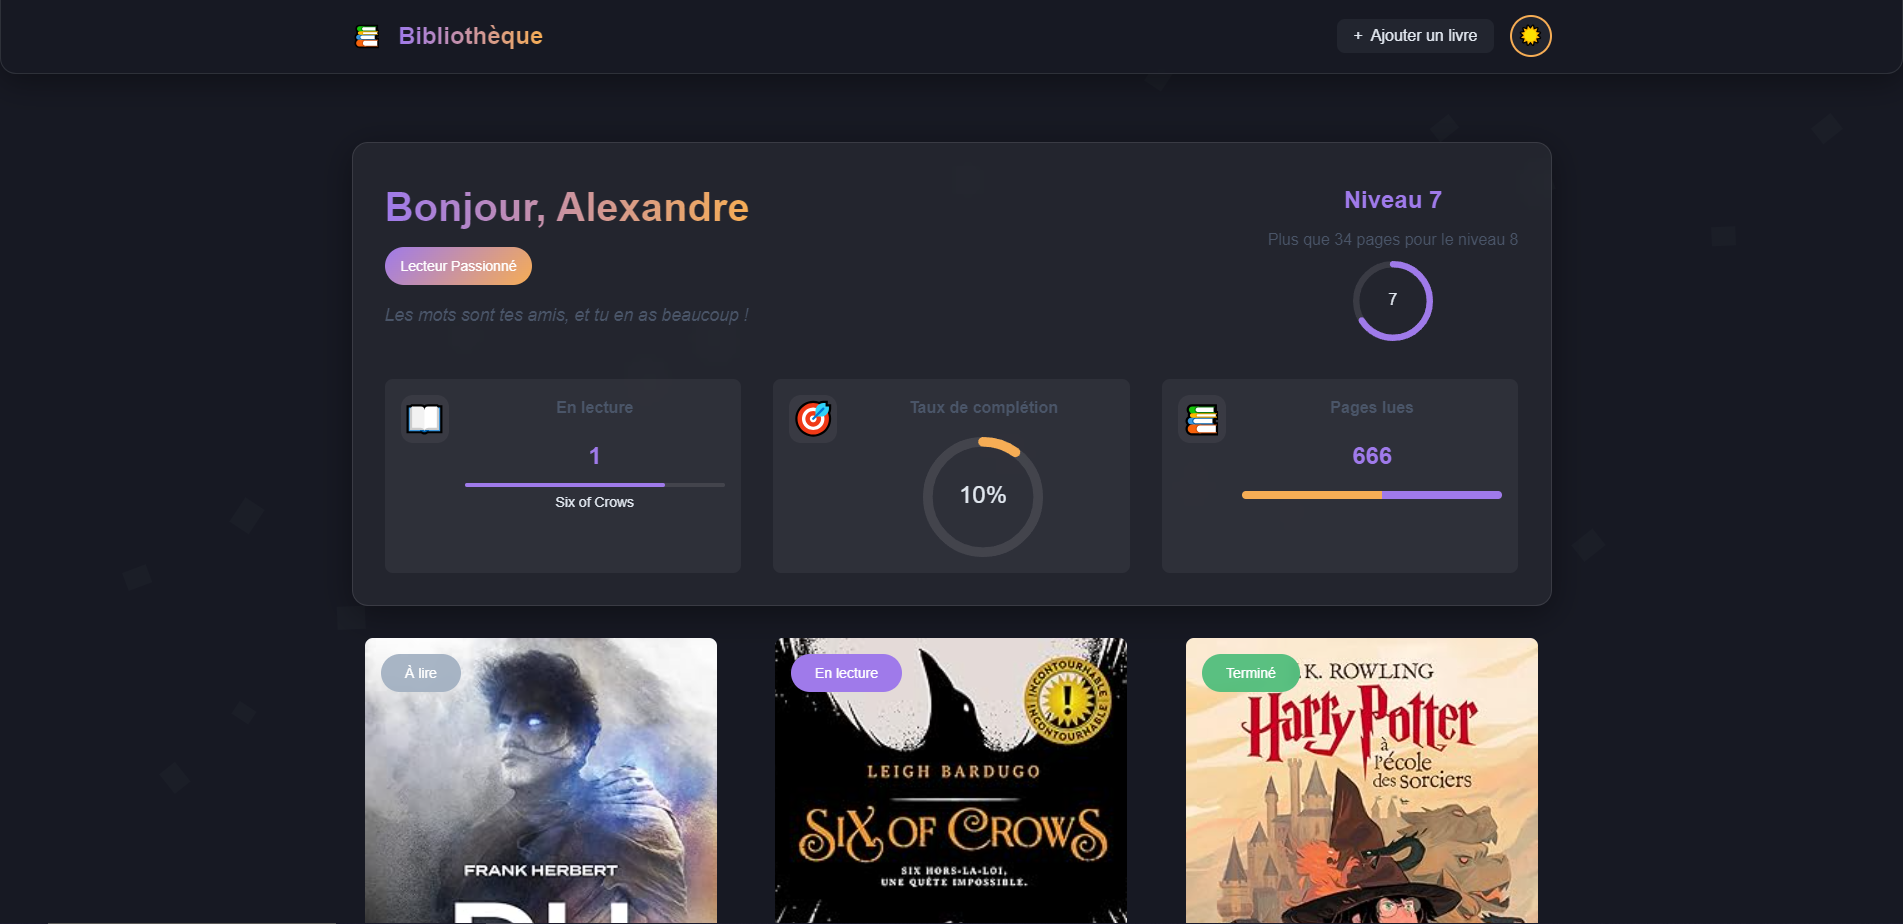 Bibliothèque
+ Ajouter un livre
Bonjour, Alexandre
Lecteur Passionné
Les mots sont tes amis, et tu en as beaucoup !
Niveau 7
Plus que 34 pages pour le niveau 8
7
En lecture
1
Six of Crows
Taux de complétion
10%
Pages lues
666
À lire
FRANK HERBERT
En lecture
INCONTOURNABLE
INCONTOURNABLE
!
LEIGH BARDUGO
SIX OF CROWS
SIX HORS-LA-LOI,
UNE QUÊTE IMPOSSIBLE.
Terminé
.K. ROWLING
Harry Potter
à
l'école
des sorciers